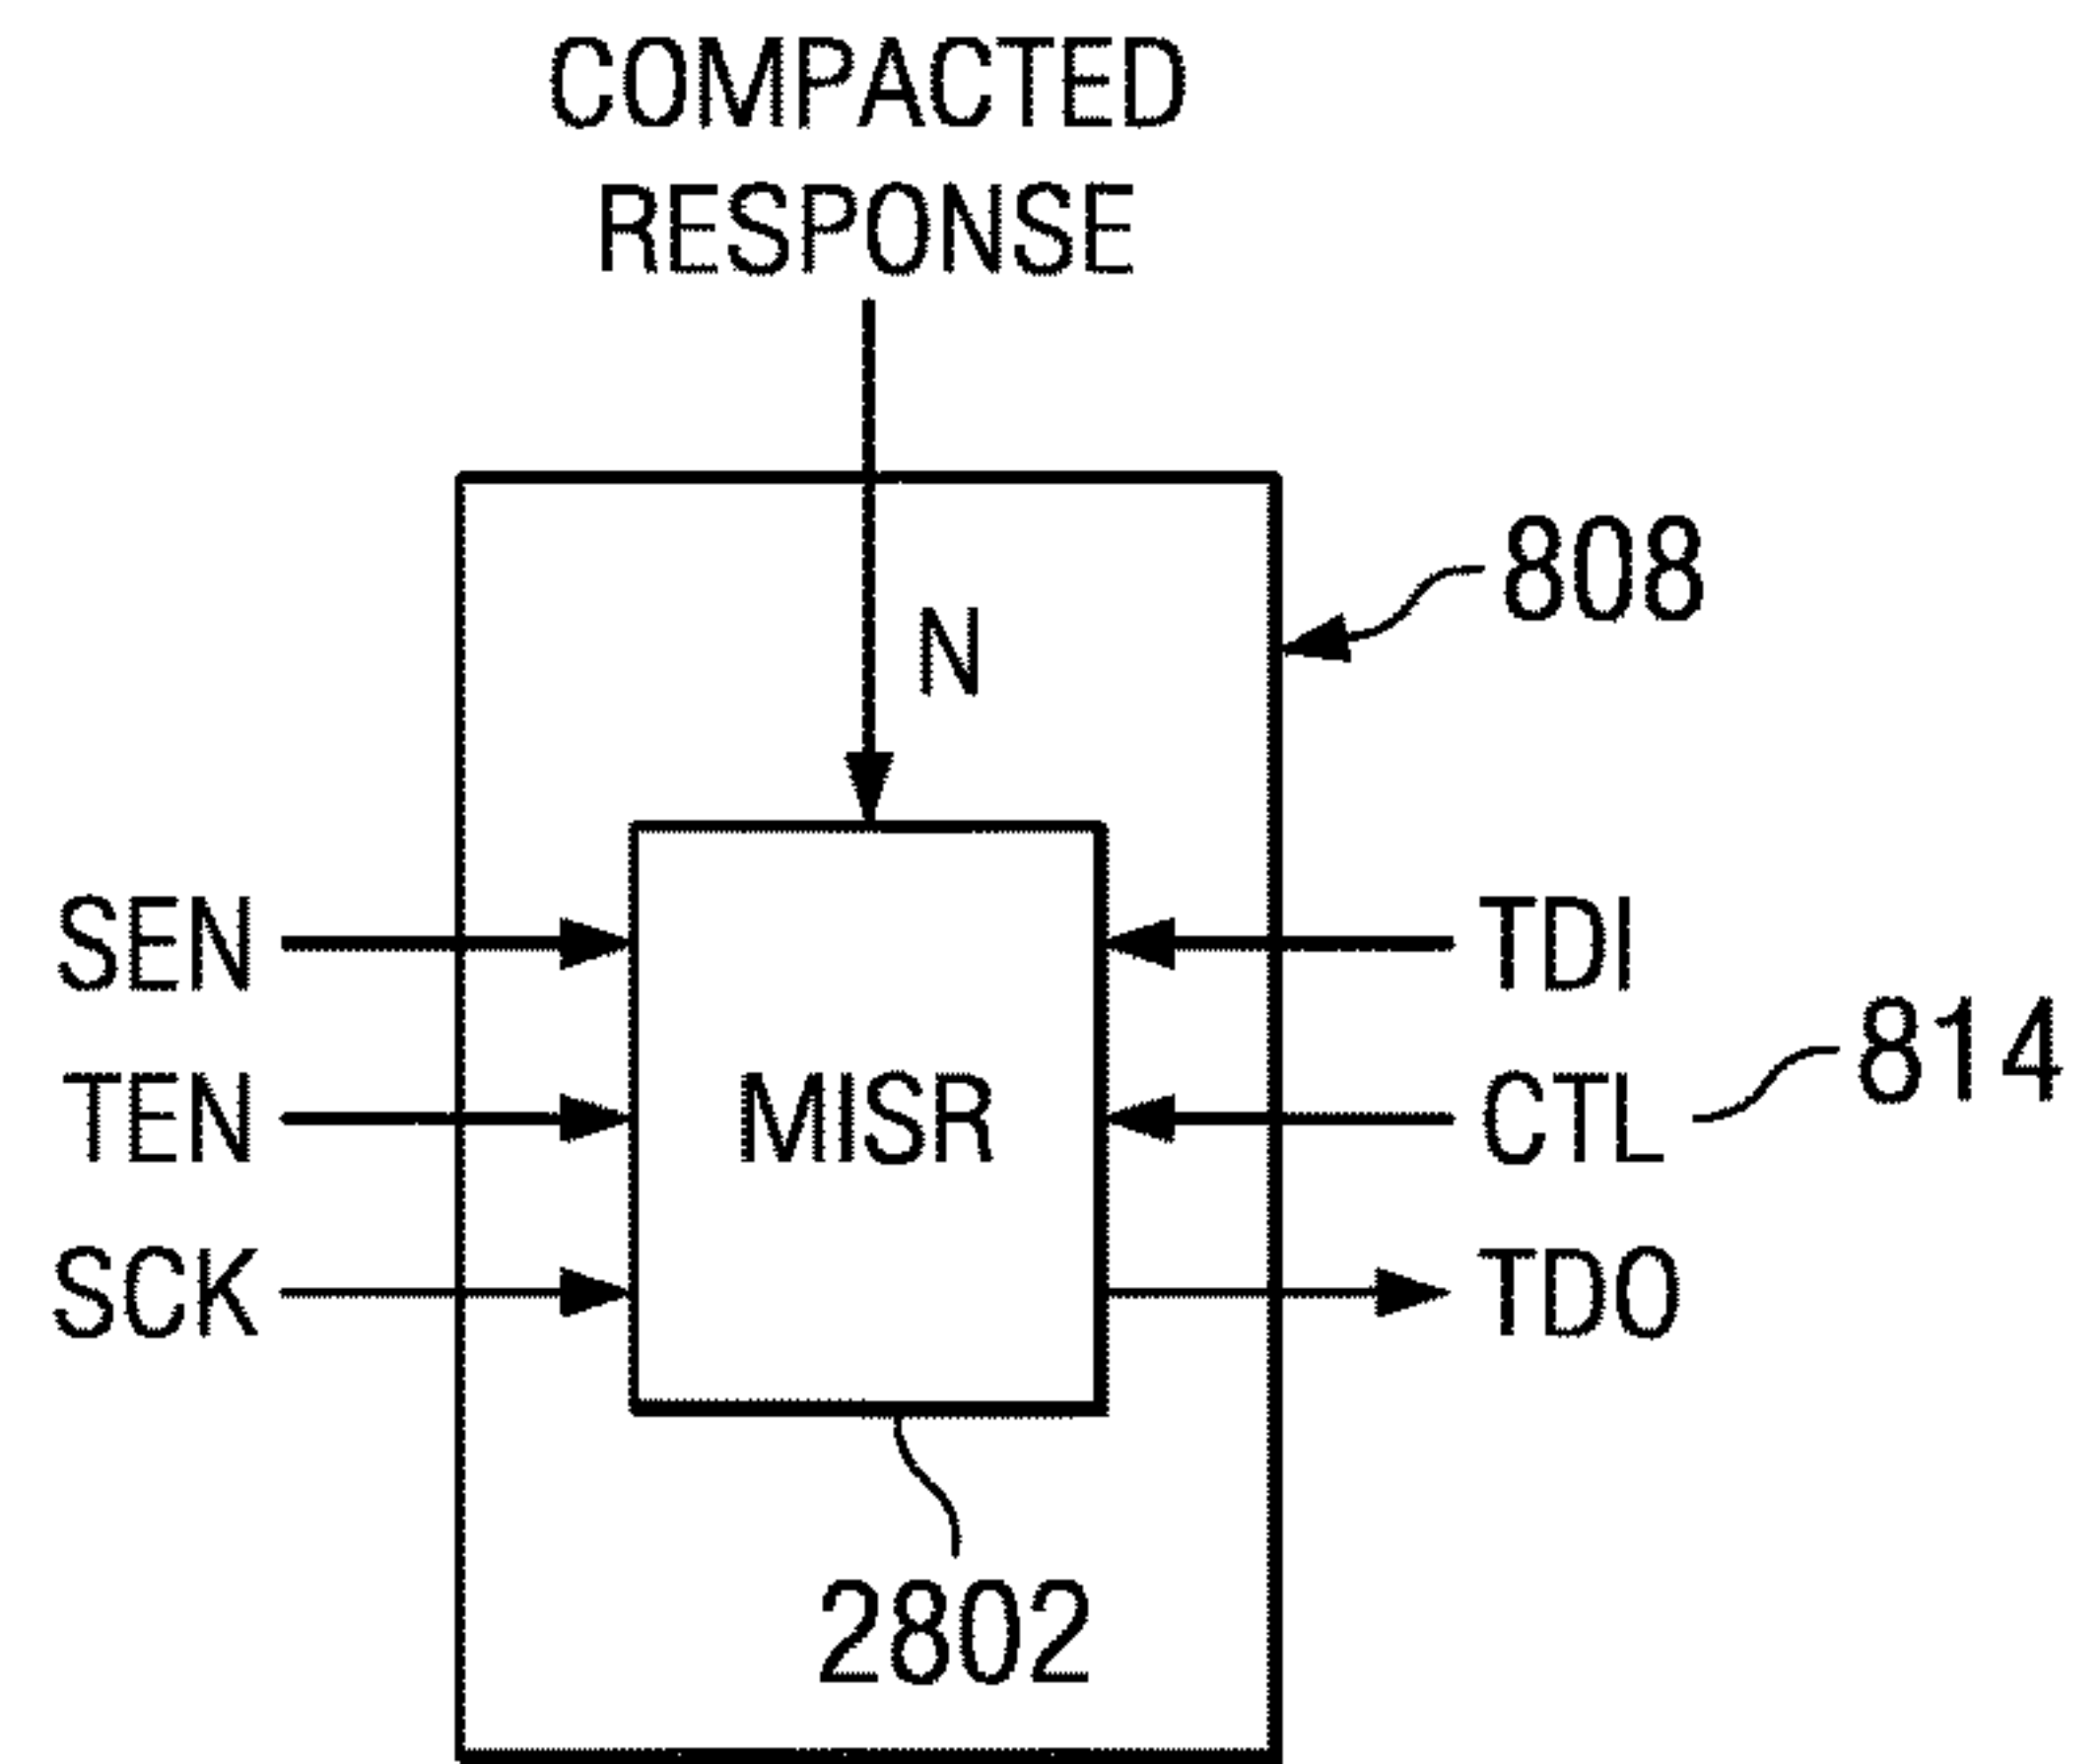 COMPACTED
RESPONSE
808
N
SEN
TDI
814
TEN
MISR
CTL
SCK
TDO
2802